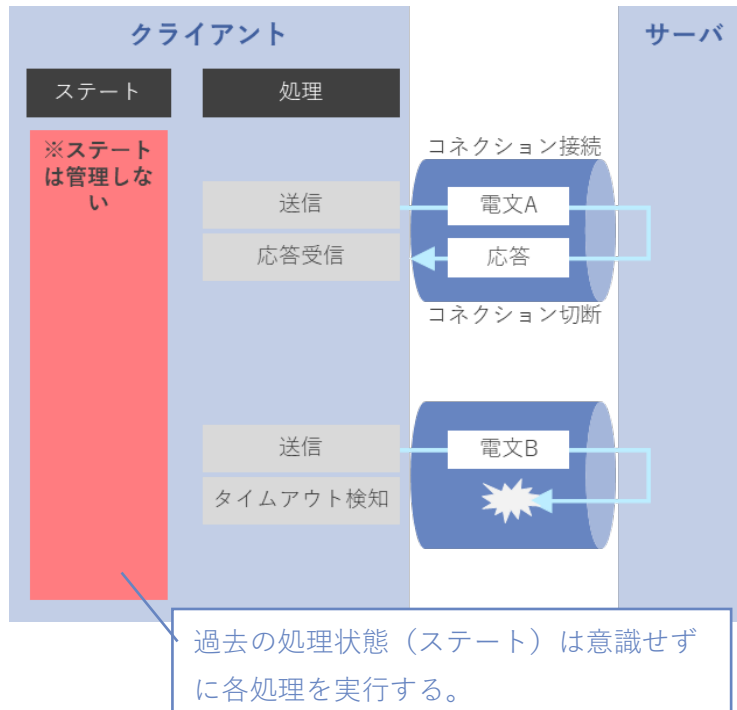 クライアント
サーバ
ステート
処理
※ステート
は管理しな
い
コネクション接続
送信
電文A
応答受信
応答
コネクション切断
送信
電文B
タイムアウト検知
過去の処理状態（ステート）は意識せず
に各処理を実行する。